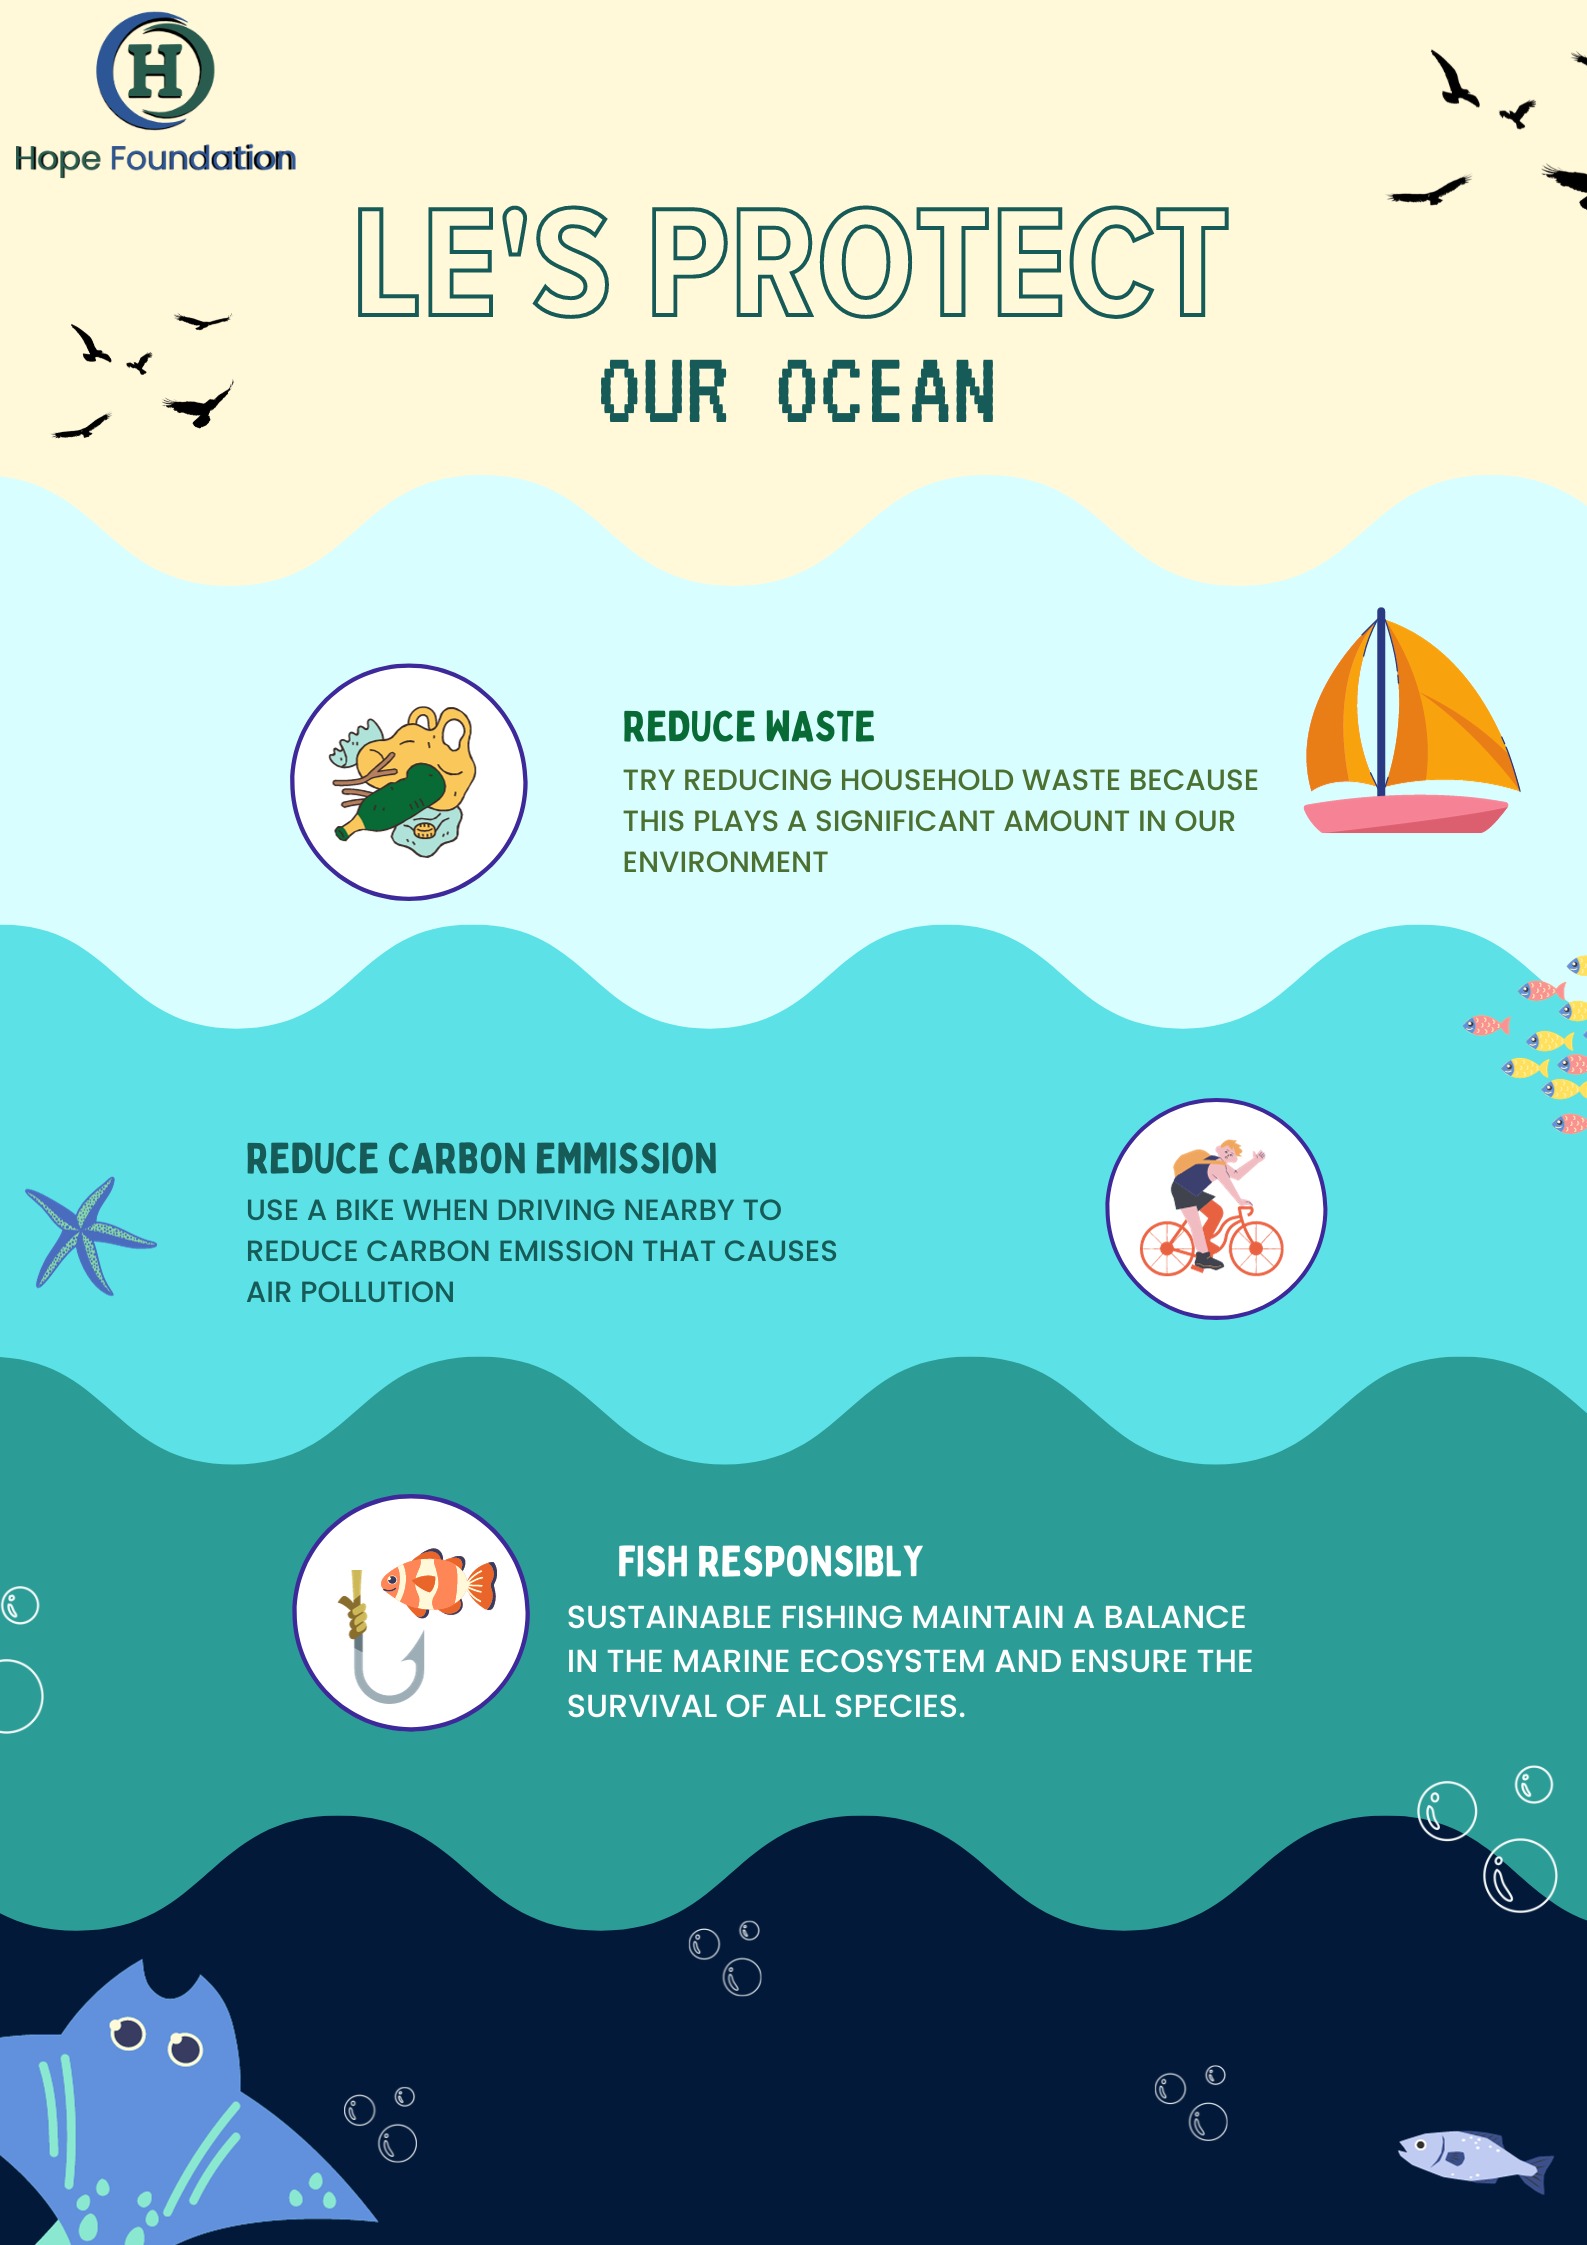 H
Hope Foundation
LE'S PROTECT
OUR OCEAN
REDUCE WASTE
TRY REDUCING HOUSEHOLD WASTE BECAUSE
THIS PLAYS A SIGNIFICANT AMOUNT IN OUR
ENVIRONMENT
REDUCE CARBON EMMISSION
USE A BIKE WHEN DRIVING NEARBY TO
REDUCE CARBON EMISSION THAT CAUSES
AIR POLLUTION
FISH RESPONSIBLY
SUSTAINABLE FISHING MAINTAIN A BALANCE
IN THE MARINE ECOSYSTEM AND ENSURE THE
SURVIVAL OF ALL SPECIES.